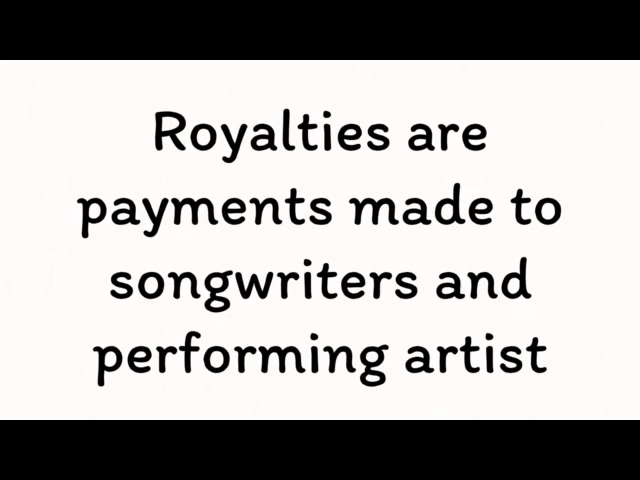 Royalties are
payments made to
songwriters and
performing artist